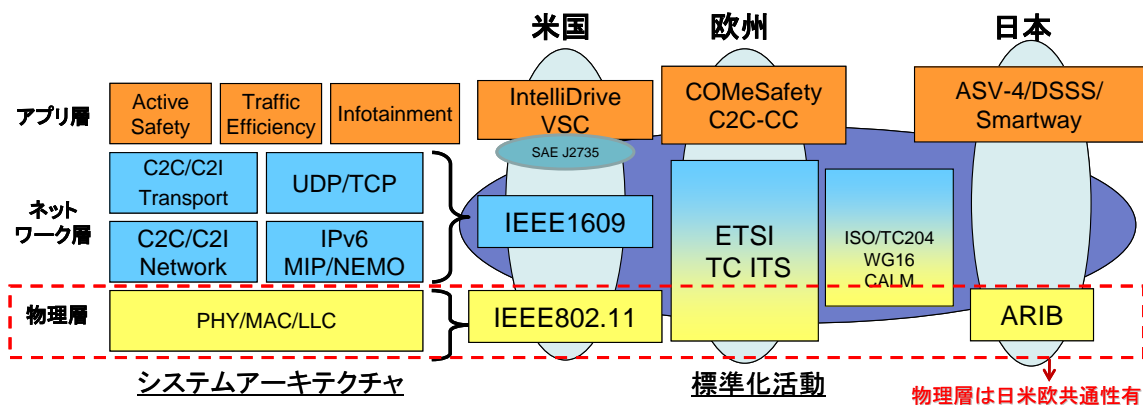 米国
欧州
日本
アプリ層
Active
Safety
Traffic
Efficiency
Infotainment
IntelliDrive
VSC
COMeSafety
C2C-CC
ASV-4/DSSS/
Smartway
SAE J2735
ネット
ワーク層
C2C/C2I
Transport
UDP/TCP
C2C/C2I
Network
IPv6
MIP/NEMO
IEEE1609
ETSI
TC ITS
ISO/TC204
WG16
CALM
物理層
PHY/MAC/LLC
IEEE802.11
ARIB
システムアーキテクチャ
標準化活動
物理層は日米欧共通性有